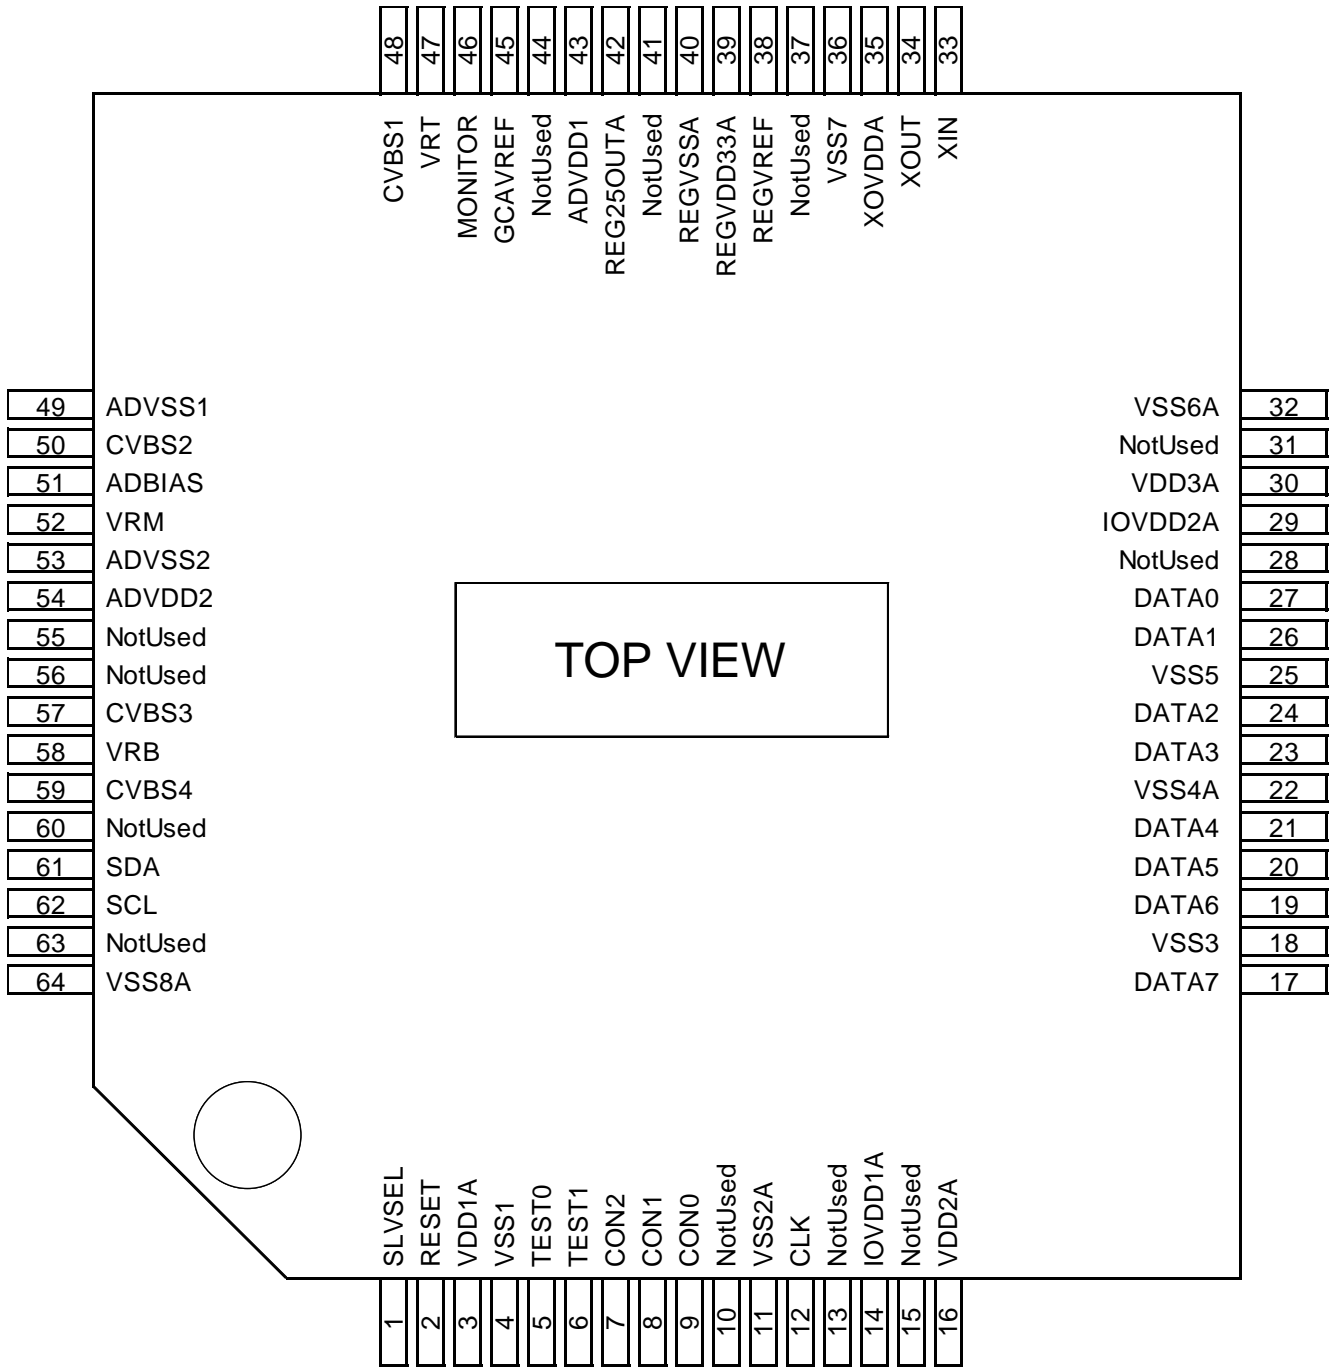 48 47 46 45 44 43 42 41 40 39 38 37 36 35 34 33
CVBS1
VRT
MONITOR
GCAVREF
NotUsed
ADVDD1
REG25OUTA
NotUsed
REGVSSA
REGVDD33A
REGVREF
NotUsed
VSS7
XOVDDA
XOUT
XIN
49 ADVSS1
50 CVBS2
51 ADBIAS
52 VRM
53 ADVSS2
54 ADVDD2
55 NotUsed
56 NotUsed
57 CVBS3
58 VRB
59 CVBS4
60 NotUsed
61 SDA
62 SCL
63 NotUsed
64 VSS8A
TOP VIEW
VSS6A 32
NotUsed 31
VDD3A 30
IOVDD2A 29
NotUsed 28
DATA0 27
DATA1 26
VSS5 25
DATA2 24
DATA3 23
VSS4A 22
DATA4 21
DATA5 20
DATA6 19
VSS3 18
DATA7 17
SLVSEL
RESET
VDD1A
VSS1
TEST0
TEST1
CON2
CON1
CON0
NotUsed
VSS2A
CLK
NotUsed
IOVDD1A
NotUsed
VDD2A
1 2 3 4 5 6 7 8 9 10 11 12 13 14 15 16